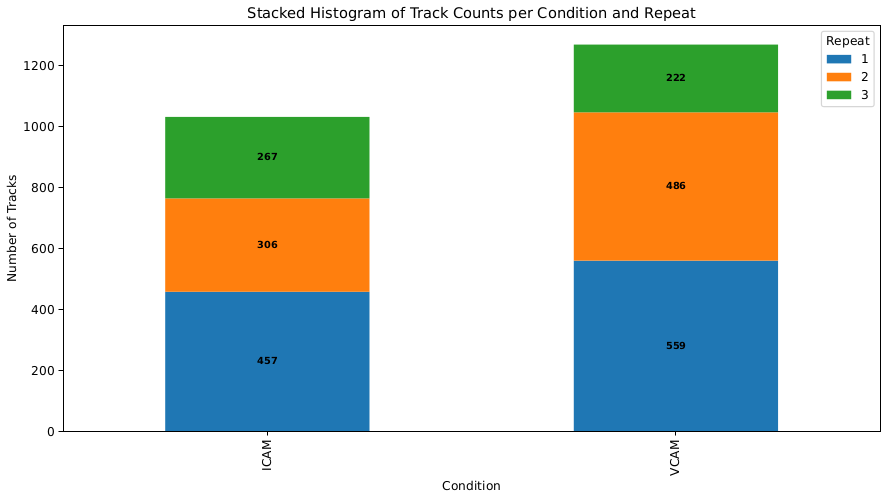 Stacked Histogram of Track Counts per Condition and Repeat
Number of Tracks
1200
1000
800
600
400
200
0
267
306
457
222
486
559
Repeat
1
2
3
ICAM
VCAM
Condition